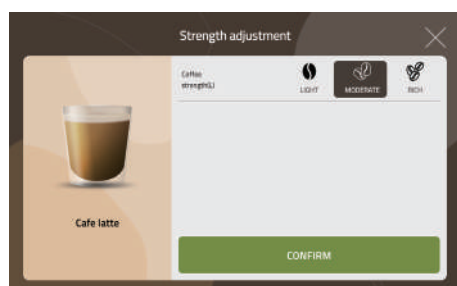 Strength adjustment
Coffee
strength(L)
LIGHT
MODERATE
RICH
Cafe latte
CONFIRM